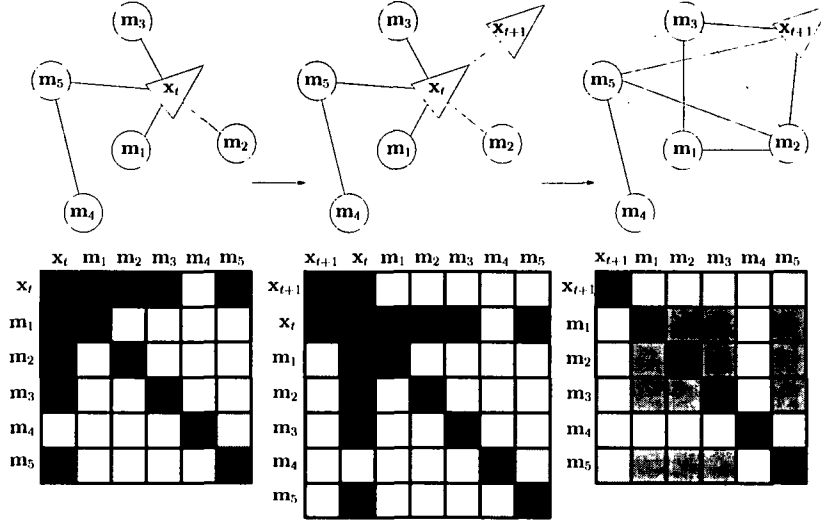 m₃ m₃ x_{t+1} m₃ x_{t+1}
m₅ x_t m₅ x_t m₅
m₁ m₂ m₁ m₂ m₁ m₂
m₄ m₄ m₄
x_t m₁ m₂ m₃ m₄ m₅
x_t
m₁
m₂
m₃
m₄
m₅
x_{t+1} x_t m₁ m₂ m₃ m₄ m₅
x_{t+1}
x_t
m₁
m₂
m₃
m₄
m₅
x_{t+1} m₁ m₂ m₃ m₄ m₅
x_{t+1}
m₁
m₂
m₃
m₄
m₅